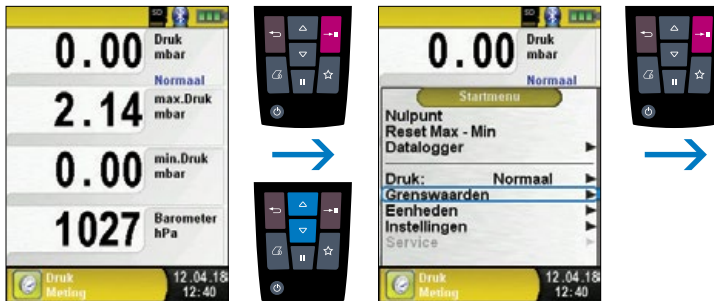 SD
0.00 Druk mbar
Normaal
2.14 max.Druk mbar
0.00 min.Druk mbar
1027 Barometer hPa
Druk 12.04.18
Meting 12:40
SD
0.00 Druk mbar
Normaal
Startmenu
Nulpunt
Reset Max - Min
Datalogger
Druk: Normaal
Grenswaarden
Eenheden
Instellingen
Service
Druk 12.04.18
Meting 12:40